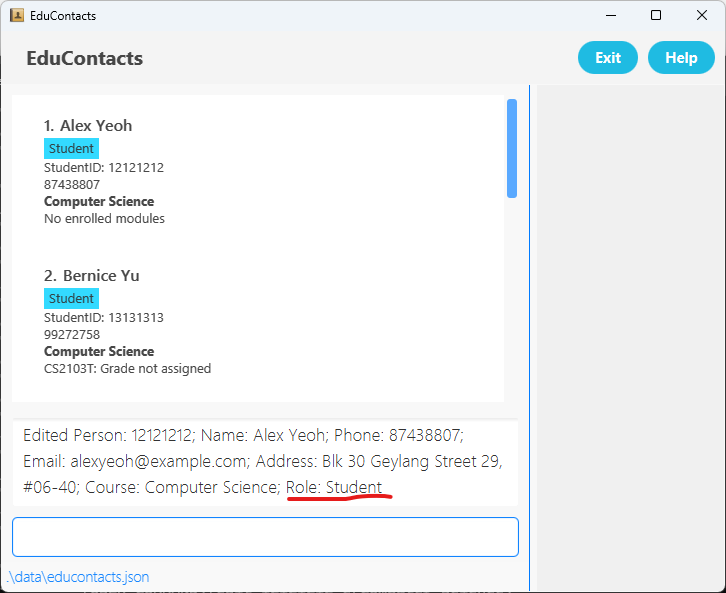 EduContacts
EduContacts
Exit
Help
1. Alex Yeoh
Student
StudentID: 12121212
87438807
Computer Science
No enrolled modules
2. Bernice Yu
Student
StudentID: 13131313
99272758
Computer Science
CS2103T: Grade not assigned
Edited Person: 12121212; Name: Alex Yeoh; Phone: 87438807;
Email: alexyeoh@example.com; Address: Blk 30 Geylang Street 29,
#06-40; Course: Computer Science; Role: Student
.\data\educontacts.json